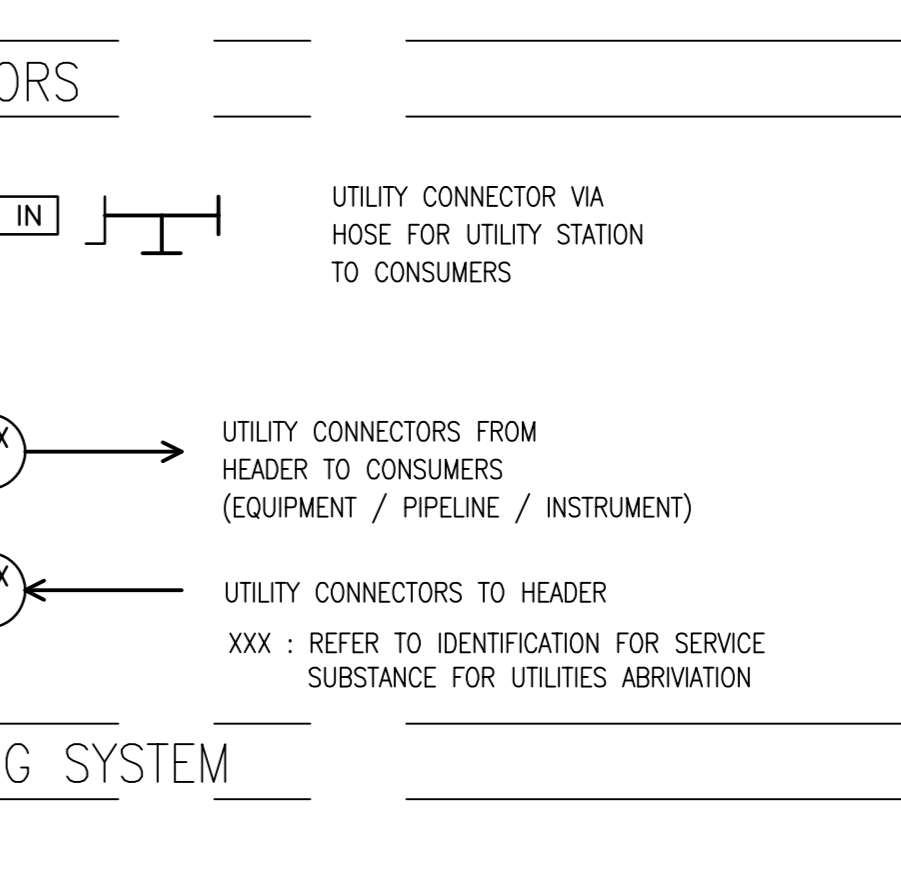 ORS
IN
UTILITY CONNECTOR VIA
HOSE FOR UTILITY STATION
TO CONSUMERS
X
UTILITY CONNECTORS FROM
HEADER TO CONSUMERS
(EQUIPMENT / PIPELINE / INSTRUMENT)
X
UTILITY CONNECTORS TO HEADER
XXX : REFER TO IDENTIFICATION FOR SERVICE
SUBSTANCE FOR UTILITIES ABRIVIATION
G SYSTEM